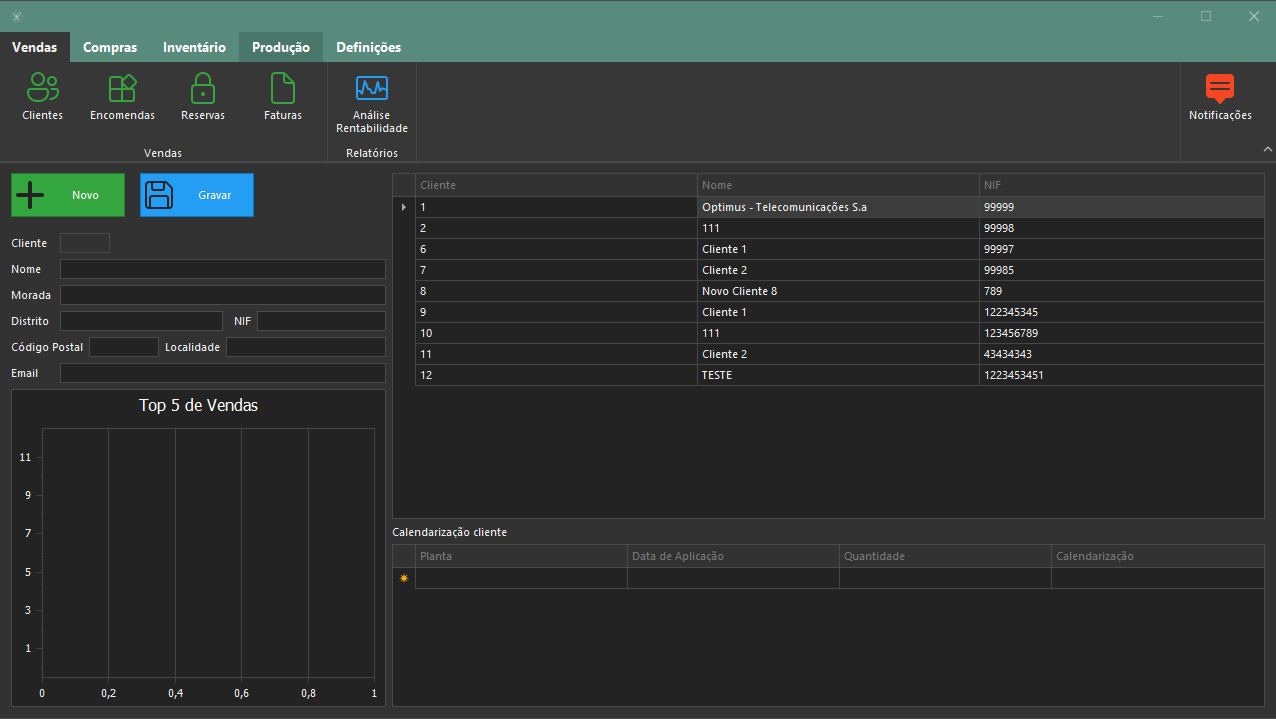 Vendas Compras Inventário Produção Definições
Clientes Encomendas Reservas Faturas Análise Rentabilidade Notificações
Vendas Relatórios
Novo Gravar
Cliente
Nome
Morada
Distrito NIF
Código Postal Localidade
Email
Top 5 de Vendas
11
9
7
5
3
1
0 0,2 0,4 0,6 0,8 1
Cliente Nome NIF
1 Optimus - Telecomunicações S.a 99999
2 111 99998
6 Cliente 1 99997
7 Cliente 2 99985
8 Novo Cliente 8 789
9 Cliente 1 122345345
10 111 123456789
11 Cliente 2 43434343
12 TESTE 1223453451
Calendarização cliente
Planta Data de Aplicação Quantidade Calendarização